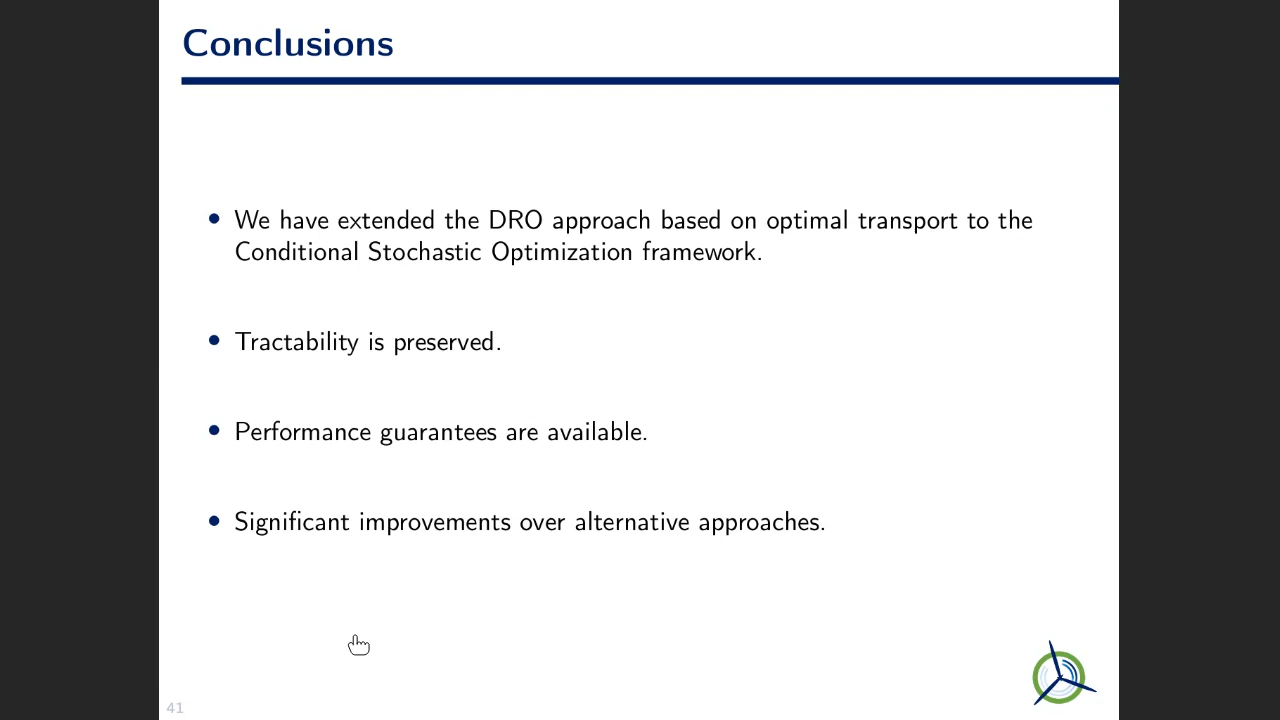 Conclusions
• We have extended the DRO approach based on optimal transport to the
Conditional Stochastic Optimization framework.
• Tractability is preserved.
• Performance guarantees are available.
• Significant improvements over alternative approaches.
41